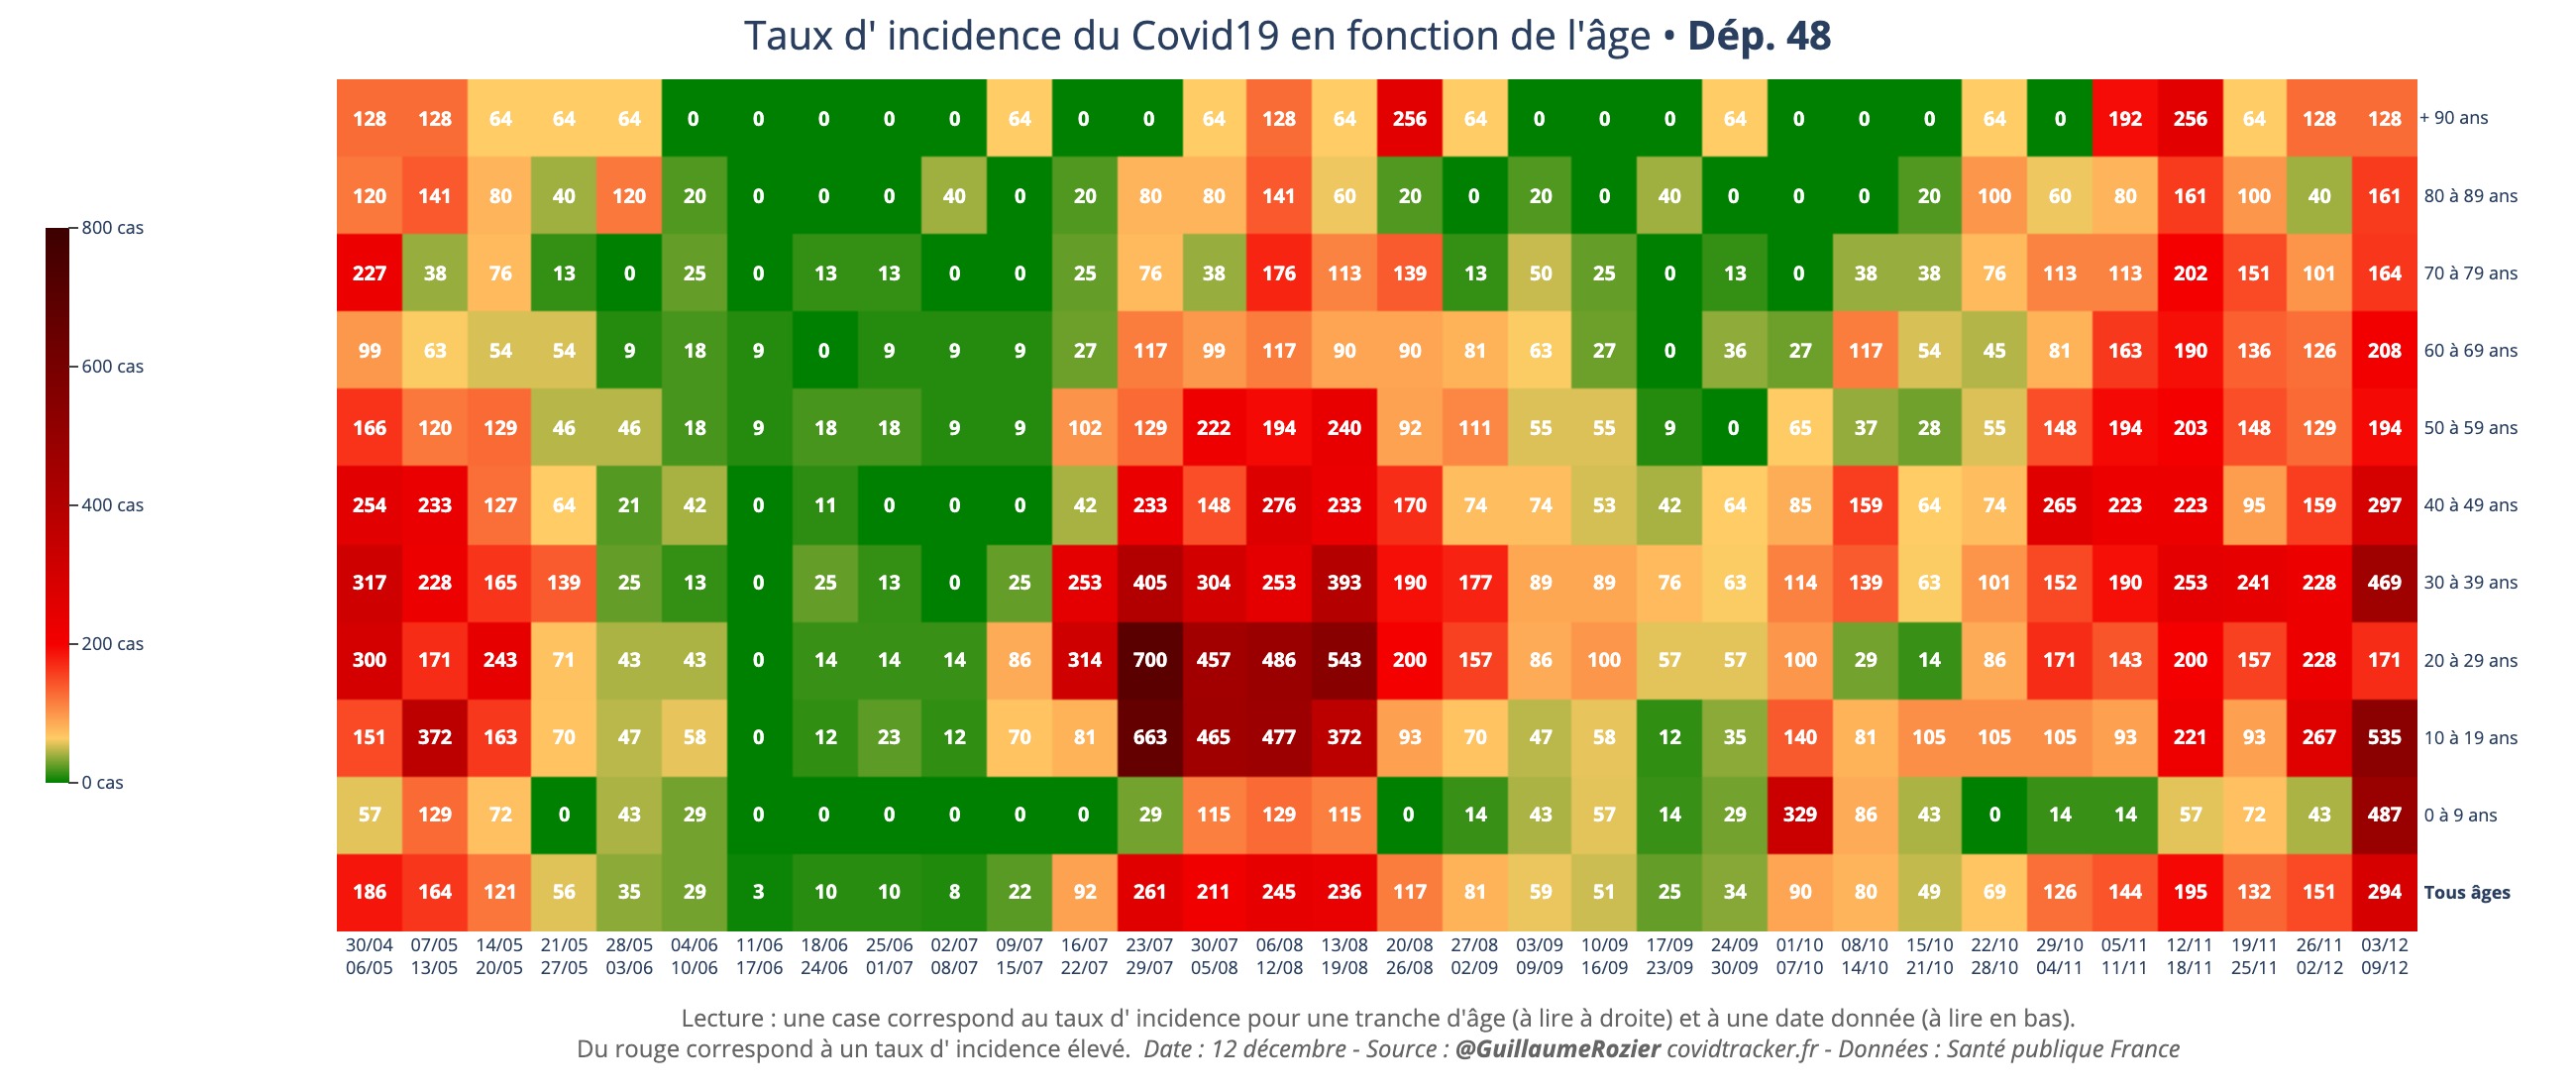 Taux d' incidence du Covid19 en fonction de l'âge • Dép. 48
800 cas
600 cas
400 cas
200 cas
0 cas
128 128 64 64 64 0 0 0 0 0 64 0 0 64 128 64 256 64 0 0 0 64 0 0 0 64 0 192 256 64 128 128 + 90 ans
120 141 80 40 120 20 0 0 0 40 0 20 80 80 141 60 20 0 20 0 40 0 0 0 20 100 60 80 161 100 40 161 80 à 89 ans
227 38 76 13 0 25 0 13 13 0 0 25 76 38 176 113 139 13 50 25 0 13 0 38 38 76 113 113 202 151 101 164 70 à 79 ans
99 63 54 54 9 18 9 0 9 9 9 27 117 99 117 90 90 81 63 27 0 36 27 117 54 45 81 163 190 136 126 208 60 à 69 ans
166 120 129 46 46 18 9 18 18 9 9 102 129 222 194 240 92 111 55 55 9 0 65 37 28 55 148 194 203 148 129 194 50 à 59 ans
254 233 127 64 21 42 0 11 0 0 0 42 233 148 276 233 170 74 74 53 42 64 85 159 64 74 265 223 223 95 159 297 40 à 49 ans
317 228 165 139 25 13 0 25 13 0 25 253 405 304 253 393 190 177 89 89 76 63 114 139 63 101 152 190 253 241 228 469 30 à 39 ans
300 171 243 71 43 43 0 14 14 14 86 314 700 457 486 543 200 157 86 100 57 57 100 29 14 86 171 143 200 157 228 171 20 à 29 ans
151 372 163 70 47 58 0 12 23 12 70 81 663 465 477 372 93 70 47 58 12 35 140 81 105 105 105 93 221 93 267 535 10 à 19 ans
57 129 72 0 43 29 0 0 0 0 0 0 29 115 129 115 0 14 43 57 14 29 329 86 43 0 14 14 57 72 43 487 0 à 9 ans
186 164 121 56 35 29 3 10 10 8 22 92 261 211 245 236 117 81 59 51 25 34 90 80 49 69 126 144 195 132 151 294 Tous âges
30/04 07/05 14/05 21/05 28/05 04/06 11/06 18/06 25/06 02/07 09/07 16/07 23/07 30/07 06/08 13/08 20/08 27/08 03/09 10/09 17/09 24/09 01/10 08/10 15/10 22/10 29/10 05/11 12/11 19/11 26/11 03/12
06/05 13/05 20/05 27/05 03/06 10/06 17/06 24/06 01/07 08/07 15/07 22/07 29/07 05/08 12/08 19/08 26/08 02/09 09/09 16/09 23/09 30/09 07/10 14/10 21/10 28/10 04/11 11/11 18/11 25/11 02/12 09/12
Lecture : une case correspond au taux d' incidence pour une tranche d'âge (à lire à droite) et à une date donnée (à lire en bas).
Du rouge correspond à un taux d' incidence élevé. Date : 12 décembre - Source : @GuillaumeRozier covidtracker.fr - Données : Santé publique France